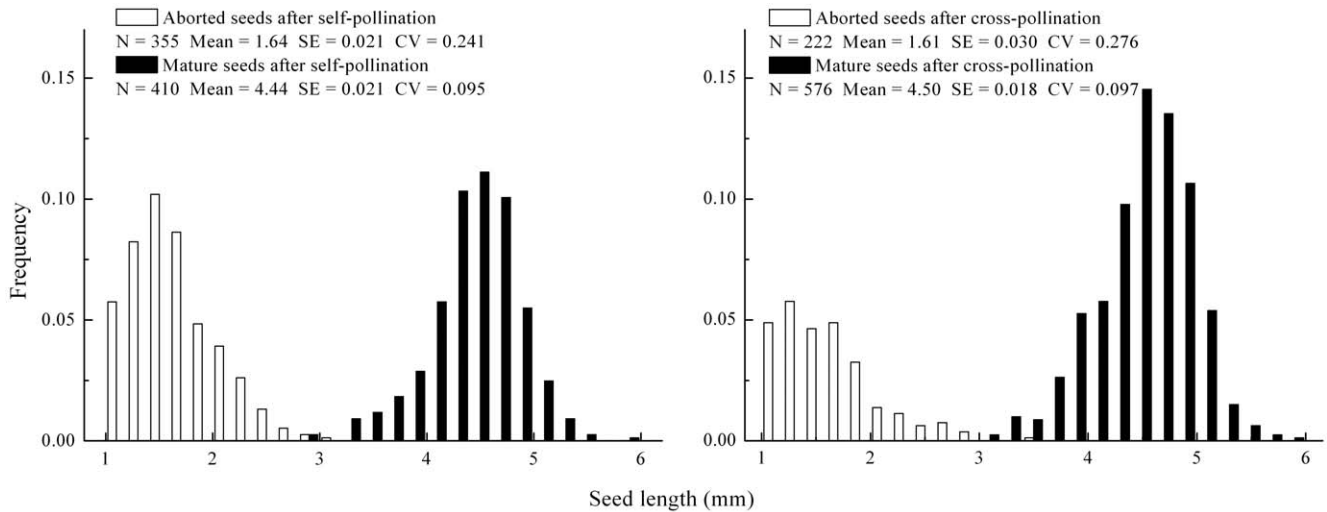 Aborted seeds after self-pollination
N = 355 Mean = 1.64 SE = 0.021 CV = 0.241
Mature seeds after self-pollination
N = 410 Mean = 4.44 SE = 0.021 CV = 0.095
0.15
0.10
0.05
0.00
1 2 3 4 5 6
Frequency
Aborted seeds after cross-pollination
N = 222 Mean = 1.61 SE = 0.030 CV = 0.276
Mature seeds after cross-pollination
N = 576 Mean = 4.50 SE = 0.018 CV = 0.097
0.15
0.10
0.05
0.00
1 2 3 4 5 6
Seed length (mm)